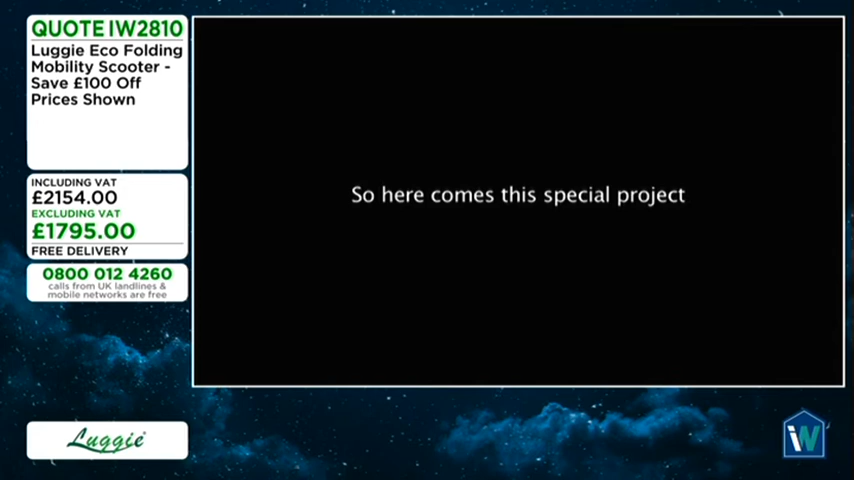 QUOTE IW2810
Luggie Eco Folding
Mobility Scooter -
Save £100 Off
Prices Shown
INCLUDING VAT
£2154.00
EXCLUDING VAT
£1795.00
FREE DELIVERY
0800 012 4260
calls from UK landlines &
mobile networks are free
Luggie®
So here comes this special project
iW